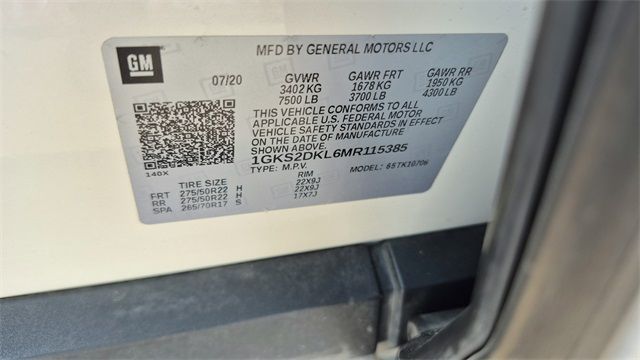 GM
MFD BY GENERAL MOTORS LLC
07/20 GVWR GAWR FRT GAWR RR
3402 KG 1678 KG 1950 KG
7500 LB 3700 LB 4300 LB
THIS VEHICLE CONFORMS TO ALL
APPLICABLE U.S. FEDERAL MOTOR
VEHICLE SAFETY STANDARDS IN EFFECT
ON THE DATE OF MANUFACTURE
SHOWN ABOVE.
1GKS2DKL6MR115385
140X TYPE: M.P.V. MODEL:
TIRE SIZE RIM
FRT 275/50R22 H 22X9J
RR 275/50R22 H 22X9J
SPA 265/70R17 S 17X7J